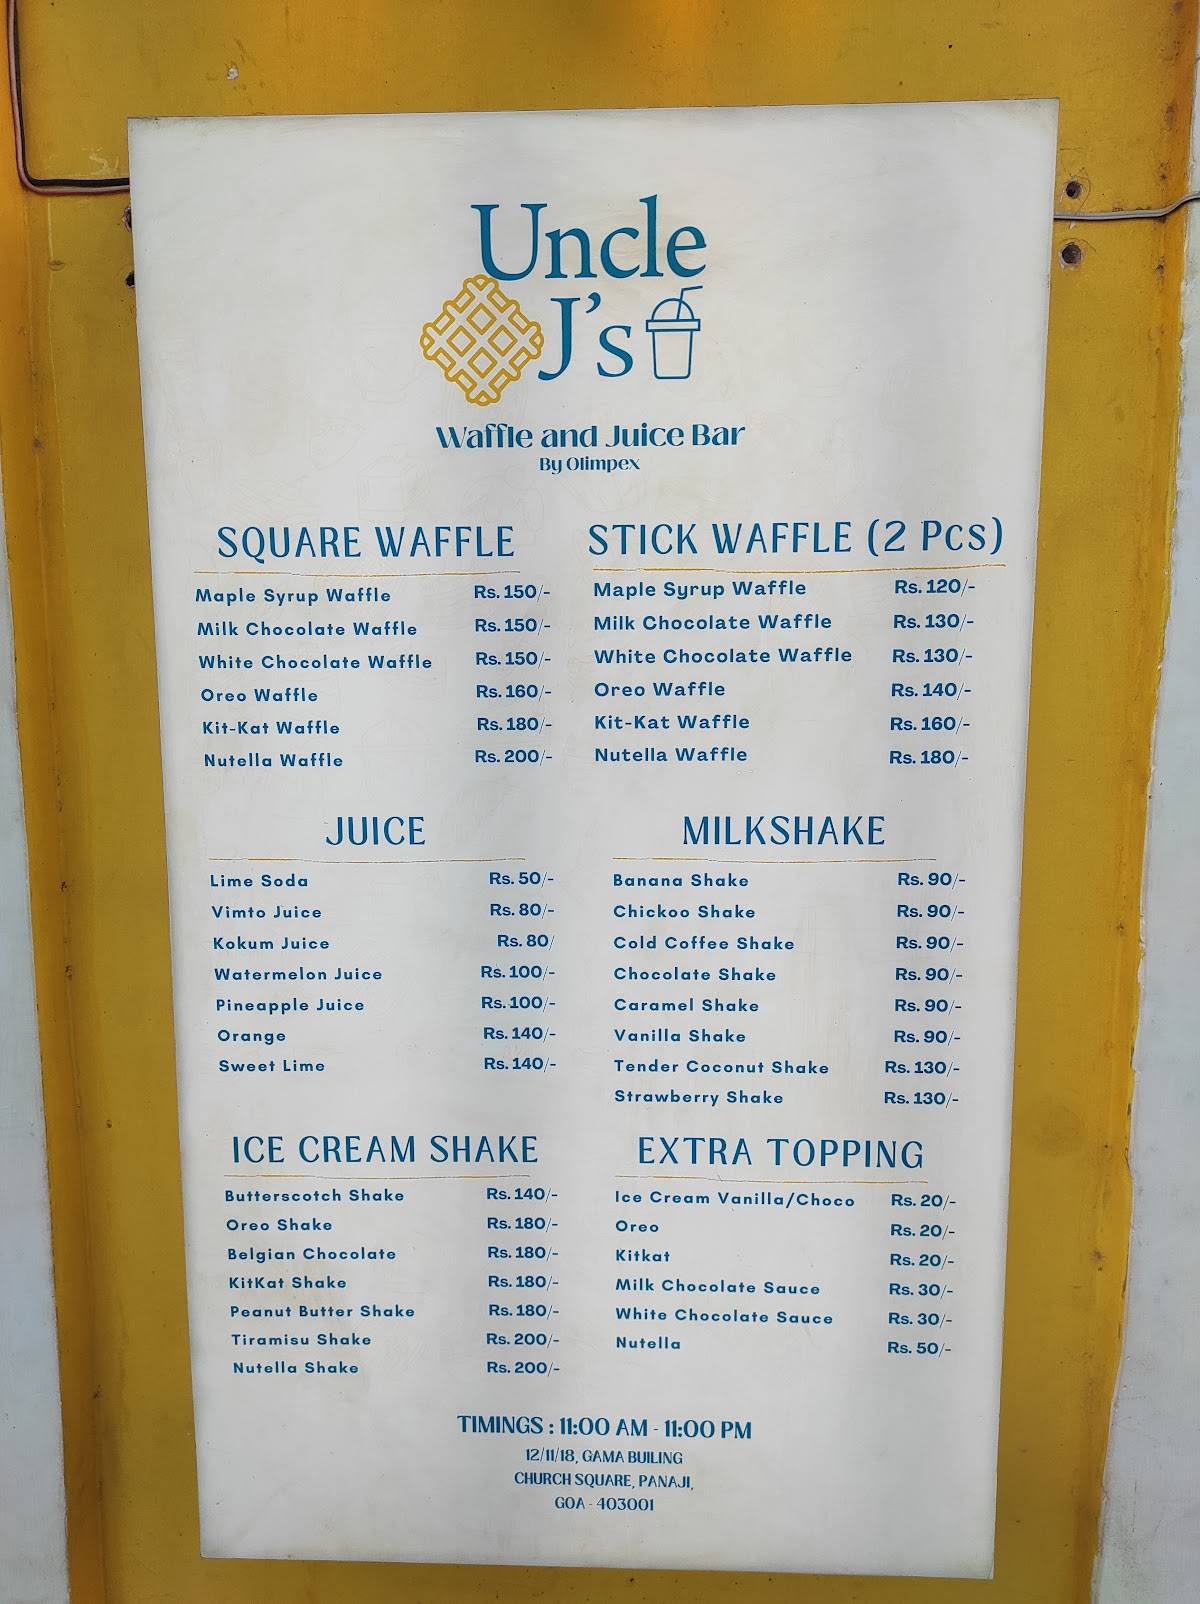 Uncle
J's
Waffle and Juice Bar
By Olimpex
SQUARE WAFFLE
Maple Syrup Waffle Rs. 150/-
Milk Chocolate Waffle Rs. 150/-
White Chocolate Waffle Rs. 150/-
Oreo Waffle Rs. 160/-
Kit-Kat Waffle Rs. 180/-
Nutella Waffle Rs. 200/-
STICK WAFFLE (2 Pcs)
Maple Syrup Waffle Rs. 120/-
Milk Chocolate Waffle Rs. 130/-
White Chocolate Waffle Rs. 130/-
Oreo Waffle Rs. 140/-
Kit-Kat Waffle Rs. 160/-
Nutella Waffle Rs. 180/-
JUICE
Lime Soda Rs. 50/-
Vimto Juice Rs. 80/-
Kokum Juice Rs. 80/
Watermelon Juice Rs. 100/-
Pineapple Juice Rs. 100/-
Orange Rs. 140/-
Sweet Lime Rs. 140/-
MILKSHAKE
Banana Shake Rs. 90/-
Chickoo Shake Rs. 90/-
Cold Coffee Shake Rs. 90/-
Chocolate Shake Rs. 90/-
Caramel Shake Rs. 90/-
Vanilla Shake Rs. 90/-
Tender Coconut Shake Rs. 130/-
Strawberry Shake Rs. 130/-
ICE CREAM SHAKE
Butterscotch Shake Rs. 140/-
Oreo Shake Rs. 180/-
Belgian Chocolate Rs. 180/-
KitKat Shake Rs. 180/-
Peanut Butter Shake Rs. 180/-
Tiramisu Shake Rs. 200/-
Nutella Shake Rs. 200/-
EXTRA TOPPING
Ice Cream Vanilla/Choco Rs. 20/-
Oreo Rs. 20/-
Kitkat Rs. 20/-
Milk Chocolate Sauce Rs. 30/-
White Chocolate Sauce Rs. 30/-
Nutella Rs. 50/-
TIMINGS : 11:00 AM - 11:00 PM
12/11/18, GAMA BUILING
CHURCH SQUARE, PANAJI,
GOA - 403001